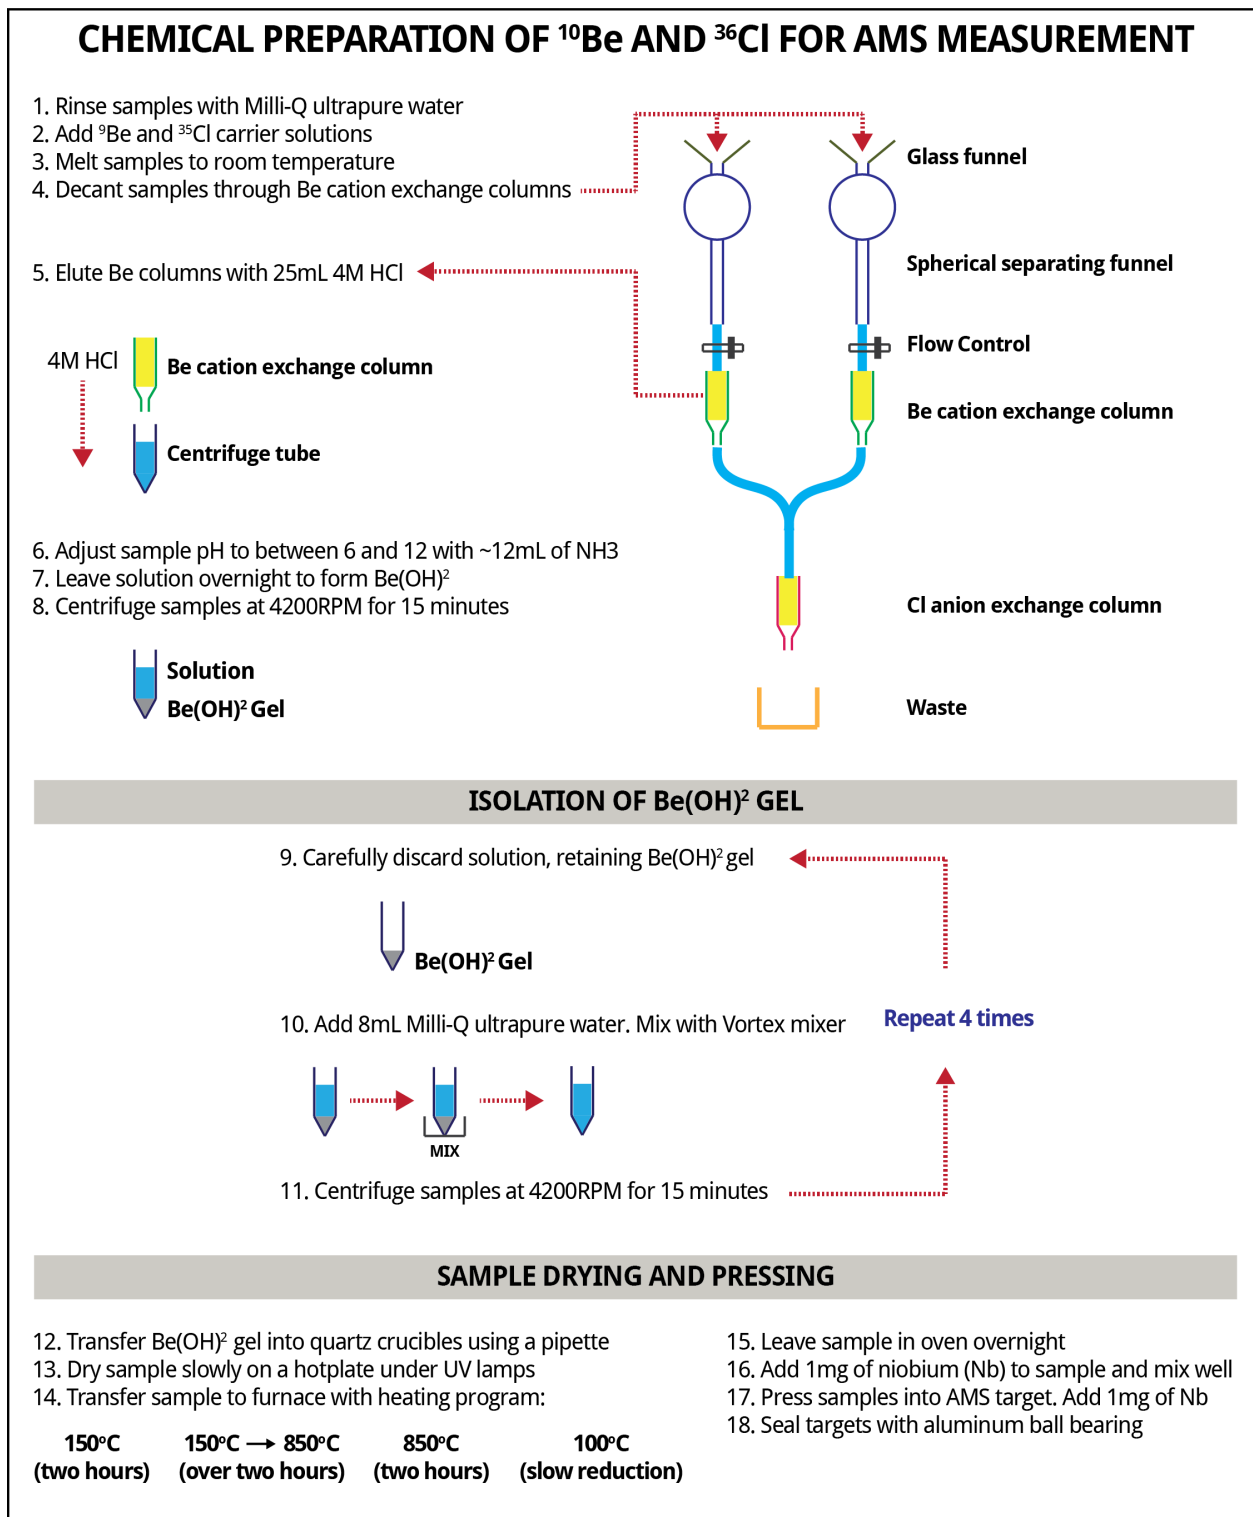 CHEMICAL PREPARATION OF ¹⁰Be AND ³⁶Cl FOR AMS MEASUREMENT
1. Rinse samples with Milli-Q ultrapure water
2. Add ⁹Be and ³⁵Cl carrier solutions
3. Melt samples to room temperature
4. Decant samples through Be cation exchange columns
Glass funnel
Spherical separating funnel
5. Elute Be columns with 25mL 4M HCl
Flow Control
4M HCl
Be cation exchange column
Be cation exchange column
Centrifuge tube
6. Adjust sample pH to between 6 and 12 with ~12mL of NH3
7. Leave solution overnight to form Be(OH)²
8. Centrifuge samples at 4200RPM for 15 minutes
Cl anion exchange column
Solution
Be(OH)² Gel
Waste
ISOLATION OF Be(OH)² GEL
9. Carefully discard solution, retaining Be(OH)² gel
Be(OH)² Gel
10. Add 8mL Milli-Q ultrapure water. Mix with Vortex mixer
Repeat 4 times
MIX
11. Centrifuge samples at 4200RPM for 15 minutes
SAMPLE DRYING AND PRESSING
12. Transfer Be(OH)² gel into quartz crucibles using a pipette
13. Dry sample slowly on a hotplate under UV lamps
14. Transfer sample to furnace with heating program:
150ºC
(two hours)
150ºC → 850ºC
(over two hours)
850ºC
(two hours)
100ºC
(slow reduction)
15. Leave sample in oven overnight
16. Add 1mg of niobium (Nb) to sample and mix well
17. Press samples into AMS target. Add 1mg of Nb
18. Seal targets with aluminum ball bearing